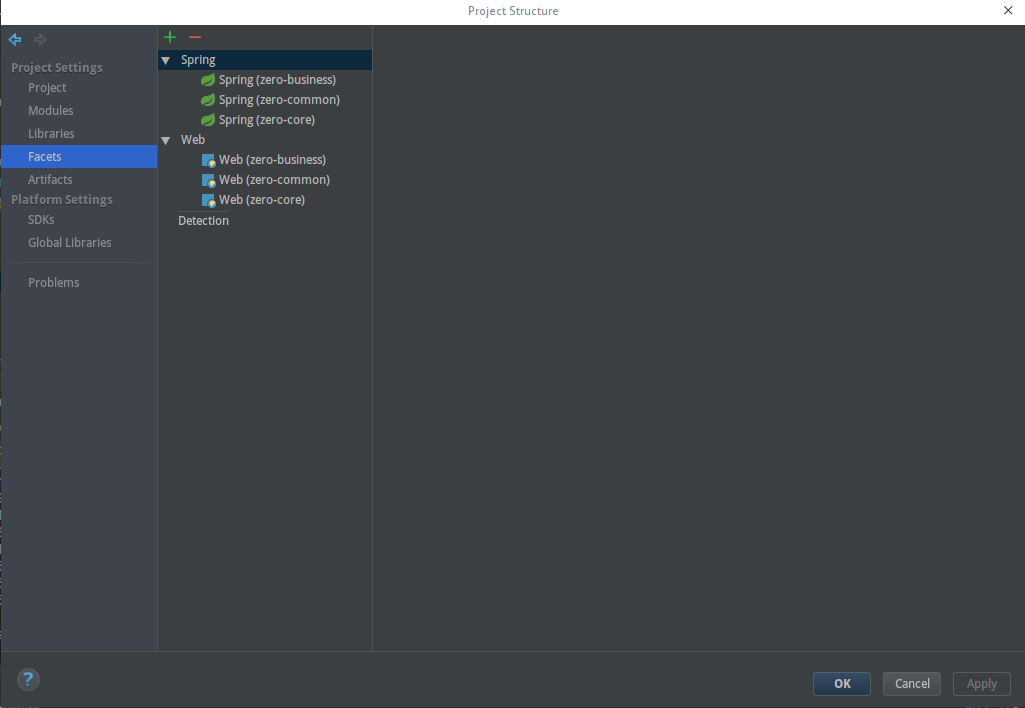 Project Structure
Project Settings
Project
Modules
Libraries
Facets
Artifacts
Platform Settings
SDKs
Global Libraries
Problems
Spring
Spring (zero-business)
Spring (zero-common)
Spring (zero-core)
Web
Web (zero-business)
Web (zero-common)
Web (zero-core)
Detection
?
OK
Cancel
Apply